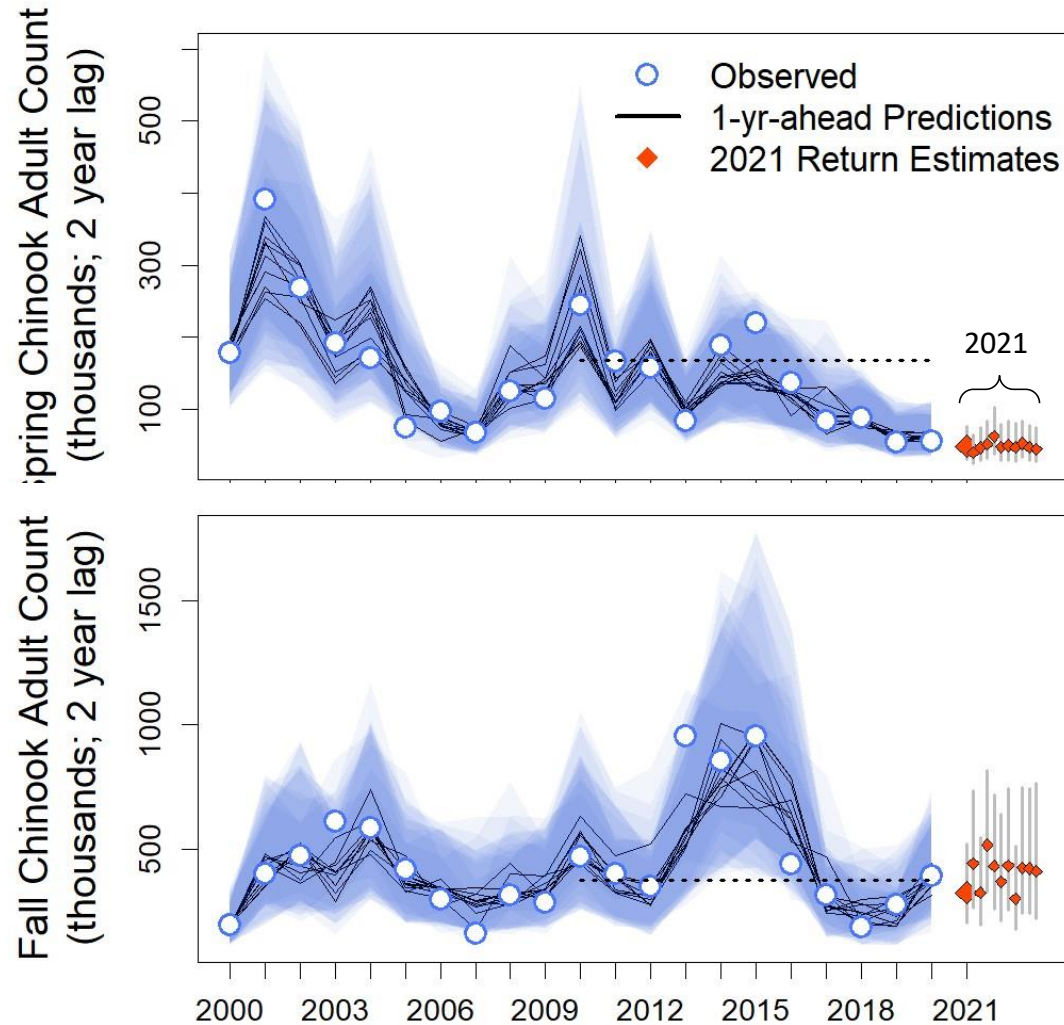 Spring Chinook Adult Count
(thousands; 2 year lag)
500
300
100
Observed
1-yr-ahead Predictions
2021 Return Estimates
2021
Fall Chinook Adult Count
(thousands; 2 year lag)
1500
1000
500
2000 2003 2006 2009 2012 2015 2018 2021